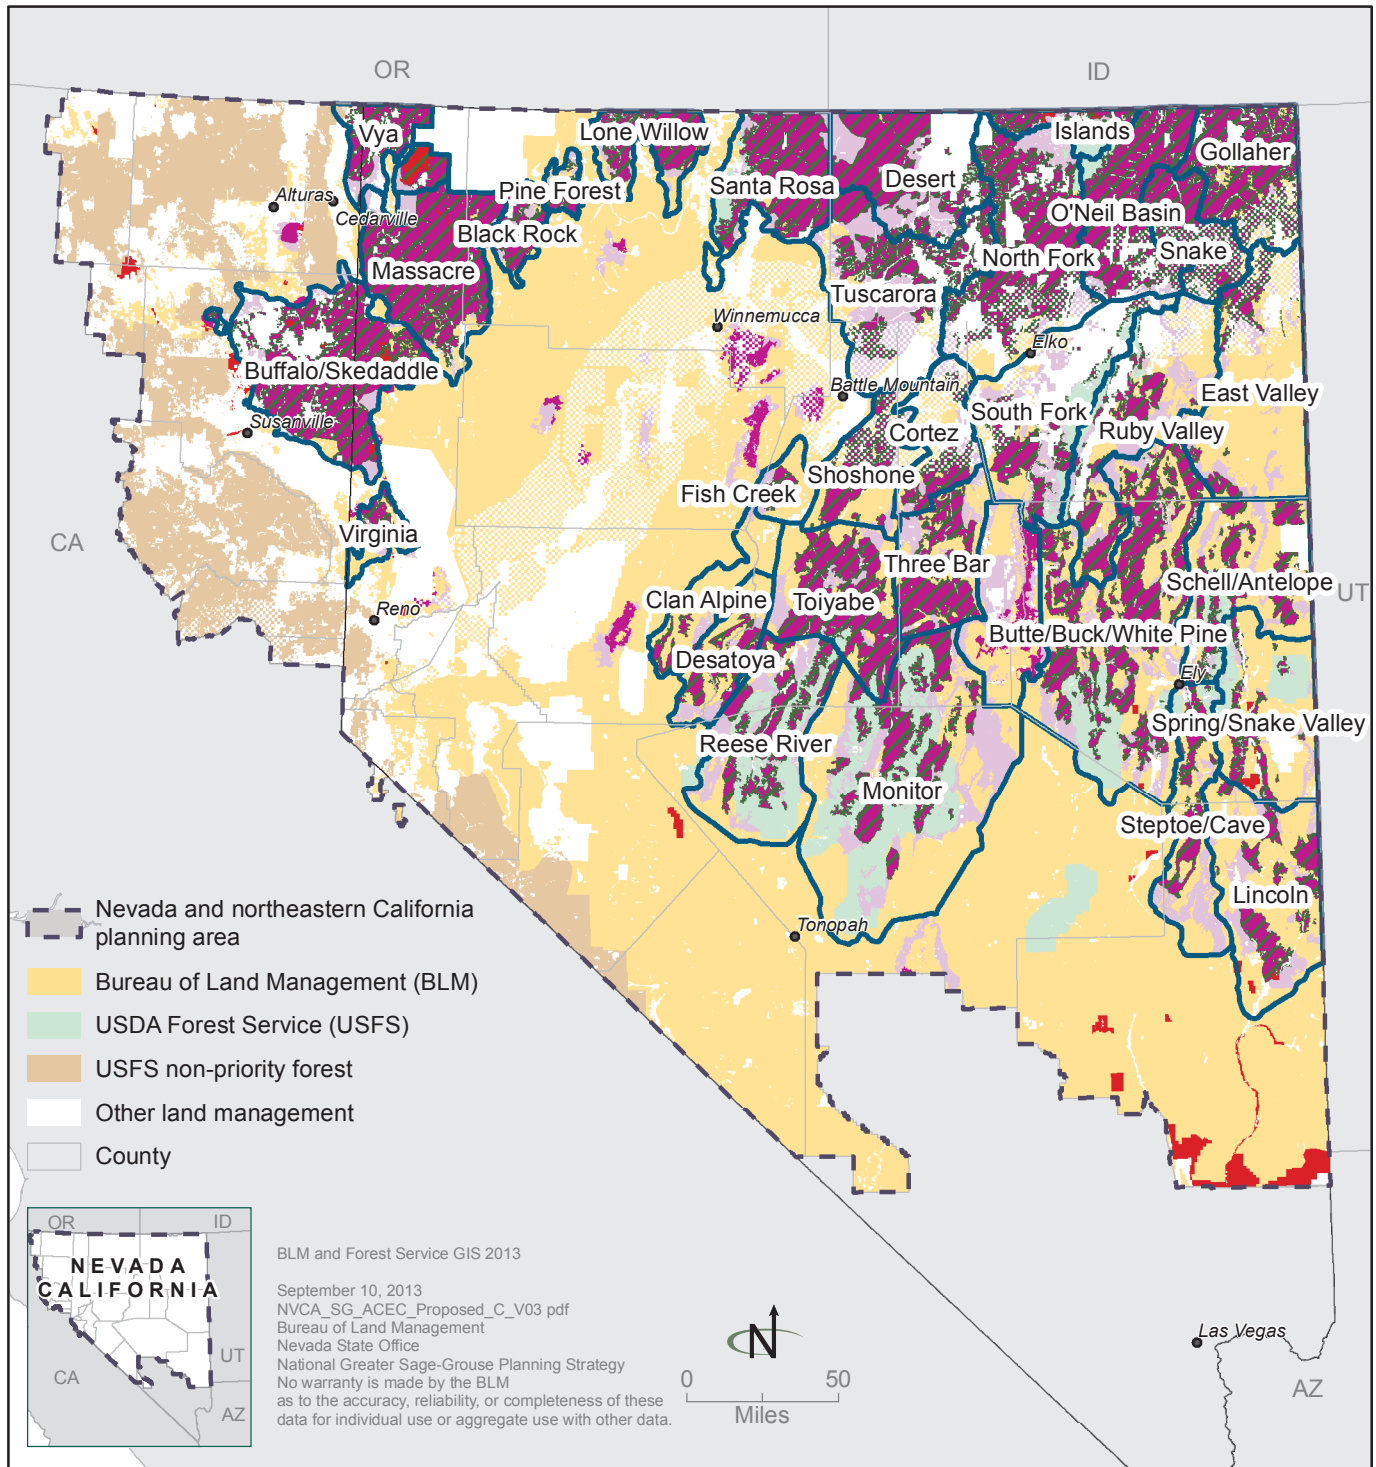 OR
ID
Vya
Lone Willow
Islands
Gollaher
Pine Forest
Santa Rosa
Desert
Alturas
Cedarville
Black Rock
O'Neil Basin
Massacre
North Fork
Snake
Tuscarora
Winnemucca
Elko
Buffalo/Skedaddle
Battle Mountain
East Valley
South Fork
Susanville
Cortez
Ruby Valley
Shoshone
Fish Creek
Virginia
CA
Three Bar
Schell/Antelope
UT
Clan Alpine
Toiyabe
Reno
Butte/Buck/White Pine
Desatoya
Ely
Spring/Snake Valley
Reese River
Monitor
Steptoe/Cave
Lincoln
Tonopah
Nevada and northeastern California
planning area
Bureau of Land Management (BLM)
USDA Forest Service (USFS)
USFS non-priority forest
Other land management
County
OR
ID
NEVADA
CALIFORNIA
UT
CA
AZ
BLM and Forest Service GIS 2013
September 10, 2013
NVCA_SG_ACEC_Proposed_C_V03 pdf
Bureau of Land Management
Nevada State Office
National Greater Sage-Grouse Planning Strategy
No warranty is made by the BLM
as to the accuracy, reliability, or completeness of these
data for individual use or aggregate use with other data.
N
0 50
Miles
Las Vegas
AZ